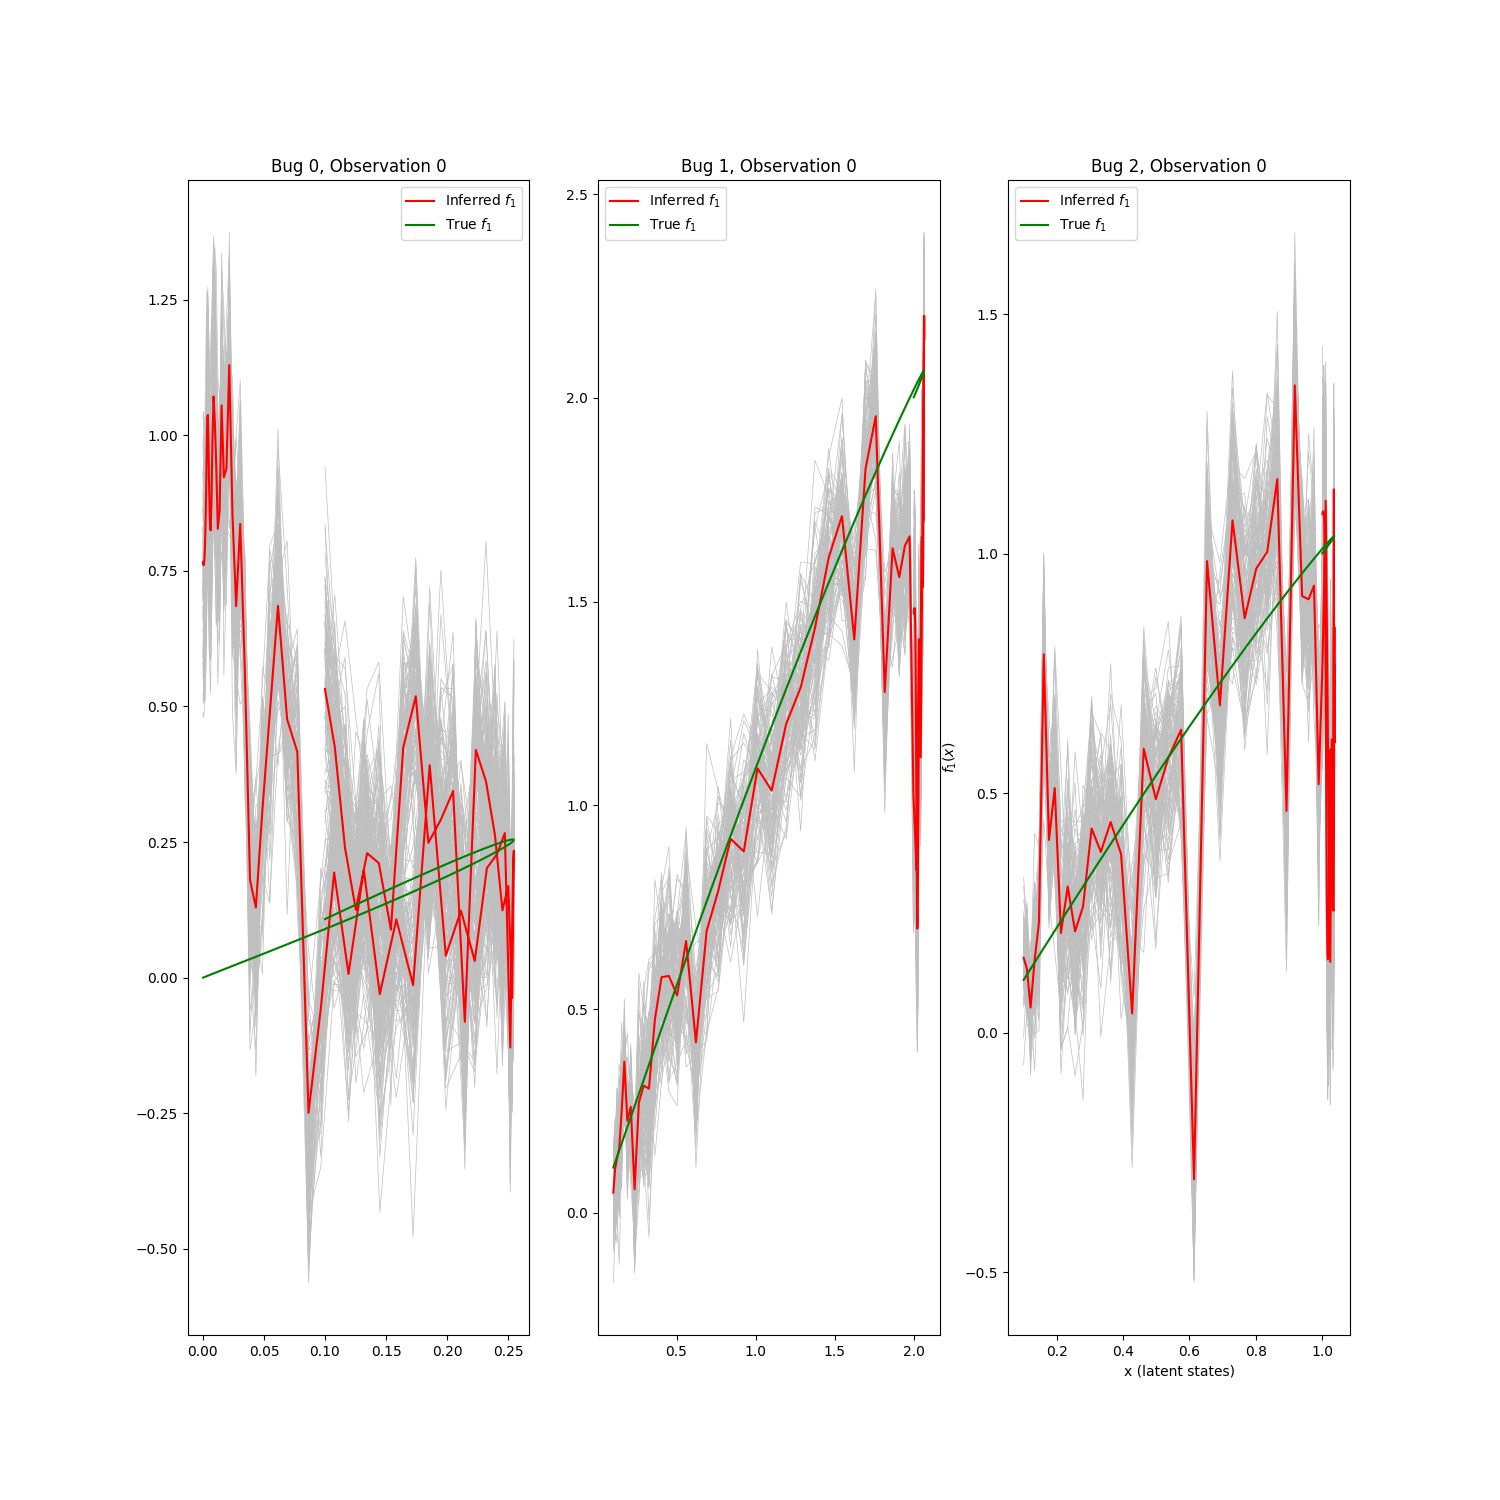 Bug 0, Observation 0
Inferred f₁
True f₁
1.25
1.00
0.75
0.50
0.25
0.00
−0.25
−0.50
0.00 0.05 0.10 0.15 0.20 0.25
Bug 1, Observation 0
Inferred f₁
True f₁
2.5
2.0
1.5
1.0
0.5
0.0
0.5 1.0 1.5 2.0
Bug 2, Observation 0
Inferred f₁
True f₁
f₁(x)
1.5
1.0
0.5
0.0
−0.5
0.2 0.4 0.6 0.8 1.0
x (latent states)